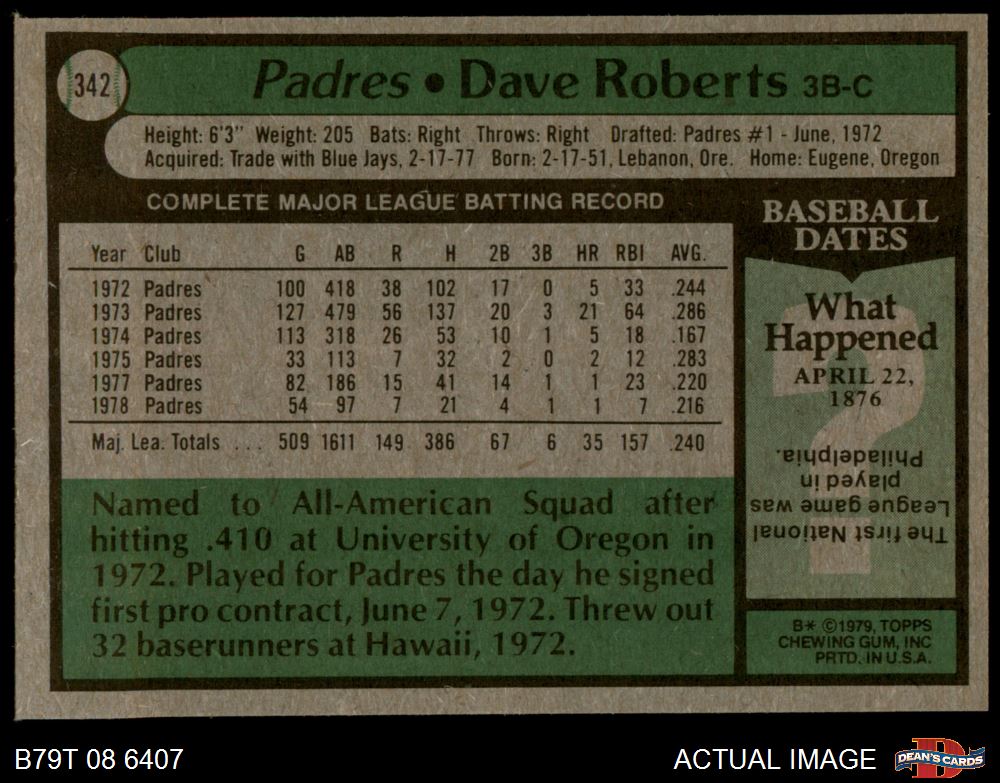 342
Padres • Dave Roberts 3B-C
Height: 6'3" Weight: 205 Bats: Right Throws: Right Drafted: Padres #1 - June, 1972
Acquired: Trade with Blue Jays, 2-17-77 Born: 2-17-51, Lebanon, Ore. Home: Eugene, Oregon
COMPLETE MAJOR LEAGUE BATTING RECORD
Year Club G AB R H 2B 3B HR RBI AVG.
1972 Padres 100 418 38 102 17 0 5 33 .244
1973 Padres 127 479 56 137 20 3 21 64 .286
1974 Padres 113 318 26 53 10 1 5 18 .167
1975 Padres 33 113 7 32 2 0 2 12 .283
1977 Padres 82 186 15 41 14 1 1 23 .220
1978 Padres 54 97 7 21 4 1 1 7 .216
Maj. Lea. Totals . . . 509 1611 149 386 67 6 35 157 .240
Named to All-American Squad after
hitting .410 at University of Oregon in
1972. Played for Padres the day he signed
first pro contract, June 7, 1972. Threw out
32 baserunners at Hawaii, 1972.
BASEBALL
DATES
What
Happened
APRIL 22,
1876
?
The first National
League game was
played in
Philadelphia.
B* ©1979, TOPPS
CHEWING GUM, INC
PRTD. IN U.S.A.
B79T 08 6407
ACTUAL IMAGE
D
DEAN'S CARDS